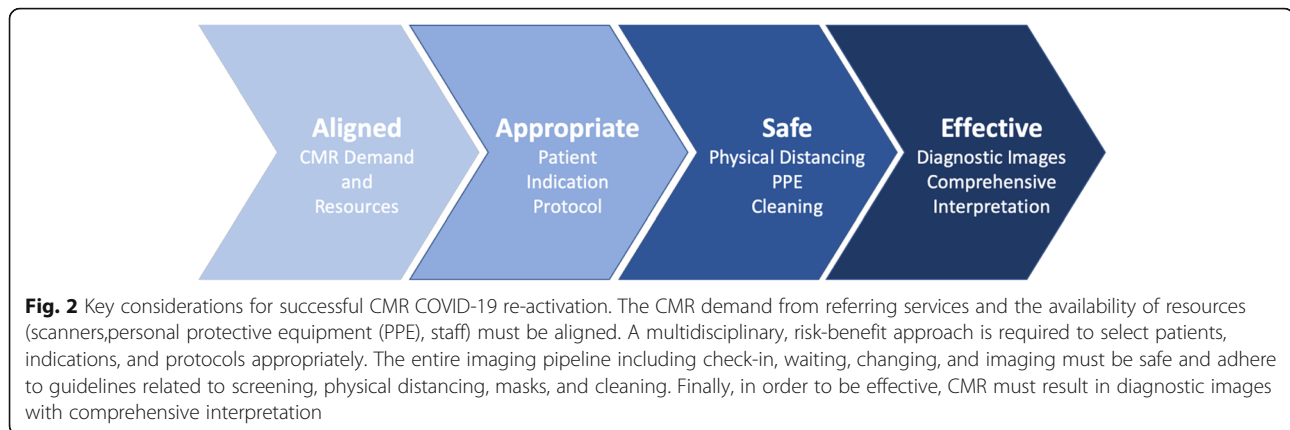 Aligned
CMR Demand
and
Resources
Appropriate
Patient
Indication
Protocol
Safe
Physical Distancing
PPE
Cleaning
Effective
Diagnostic Images
Comprehensive
Interpretation
Fig. 2 Key considerations for successful CMR COVID-19 re-activation. The CMR demand from referring services and the availability of resources
(scanners,personal protective equipment (PPE), staff) must be aligned. A multidisciplinary, risk-benefit approach is required to select patients,
indications, and protocols appropriately. The entire imaging pipeline including check-in, waiting, changing, and imaging must be safe and adhere
to guidelines related to screening, physical distancing, masks, and cleaning. Finally, in order to be effective, CMR must result in diagnostic images
with comprehensive interpretation